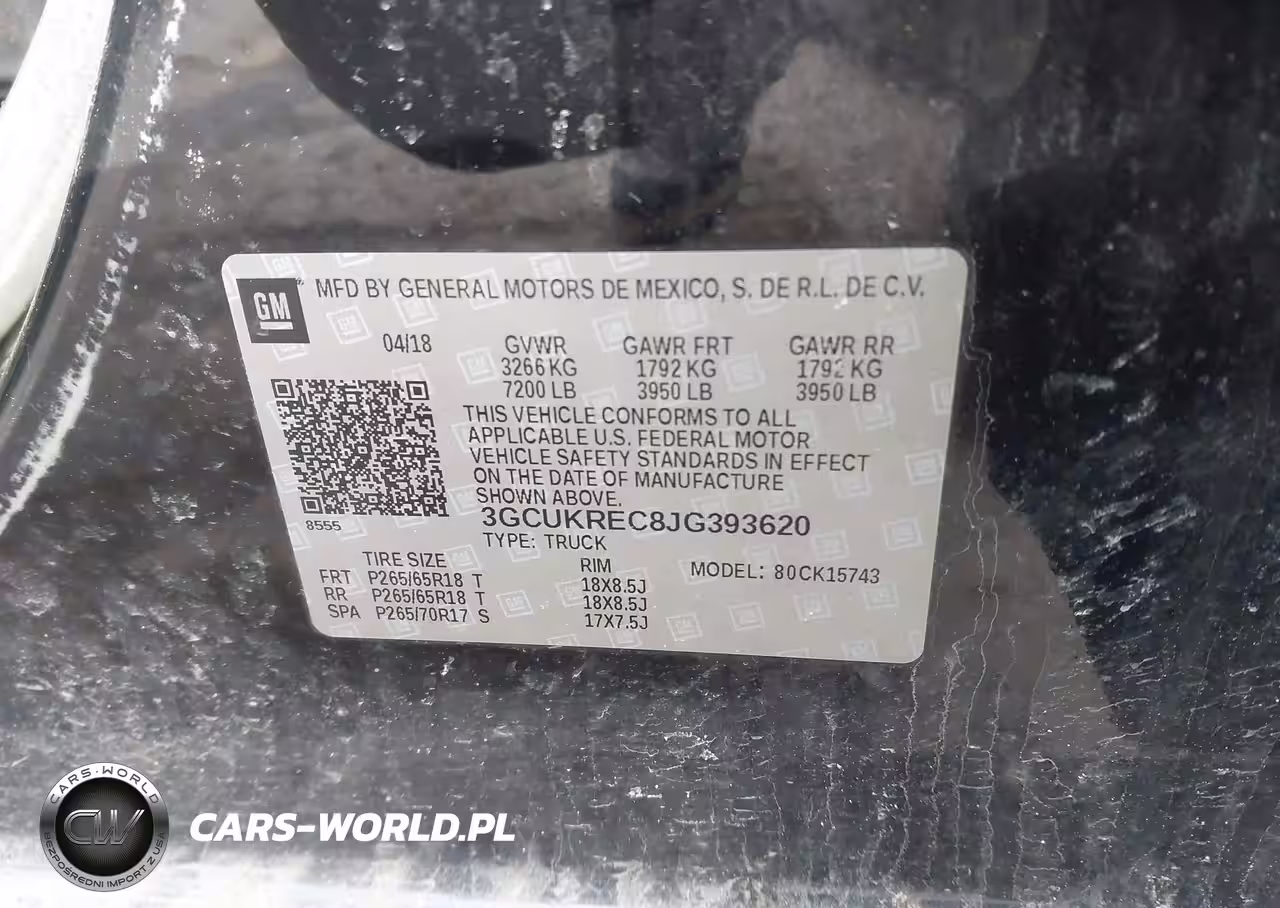 GM
MFD BY GENERAL MOTORS DE MEXICO, S. DE R.L. DE C.V.
04/18 GVWR GAWR FRT GAWR RR
3266 KG 1792 KG 1792 KG
7200 LB 3950 LB 3950 LB
THIS VEHICLE CONFORMS TO ALL
APPLICABLE U.S. FEDERAL MOTOR
VEHICLE SAFETY STANDARDS IN EFFECT
ON THE DATE OF MANUFACTURE
SHOWN ABOVE.
8555
3GCUKREC8JG393620
TYPE: TRUCK
TIRE SIZE RIM MODEL: 80CK15743
FRT P265/65R18 T 18X8.5J
RR P265/65R18 T 18X8.5J
SPA P265/70R17 S 17X7.5J
CARS-WORLD
CW
BEZPOŚREDNI IMPORT Z USA
CARS-WORLD.PL